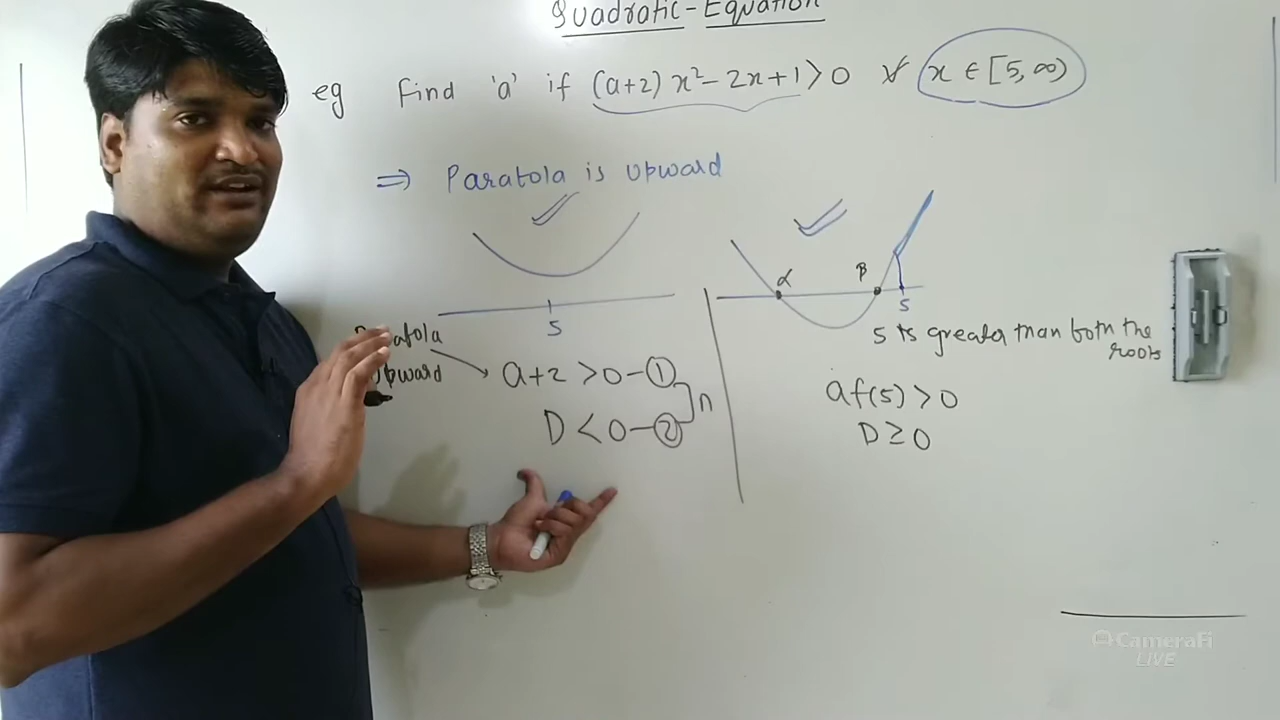 Quadratic-Equation
eg Find 'a' if (a+2)x²-2x+1>0 ∀ x∈[5,∞)
⇒ Parabola is upward
α β
5
5
5 is greater than both the
roots
upward
a+2>0-①
D<0-② ∩
af(5)>0
D≥0
CameraFi
LIVE